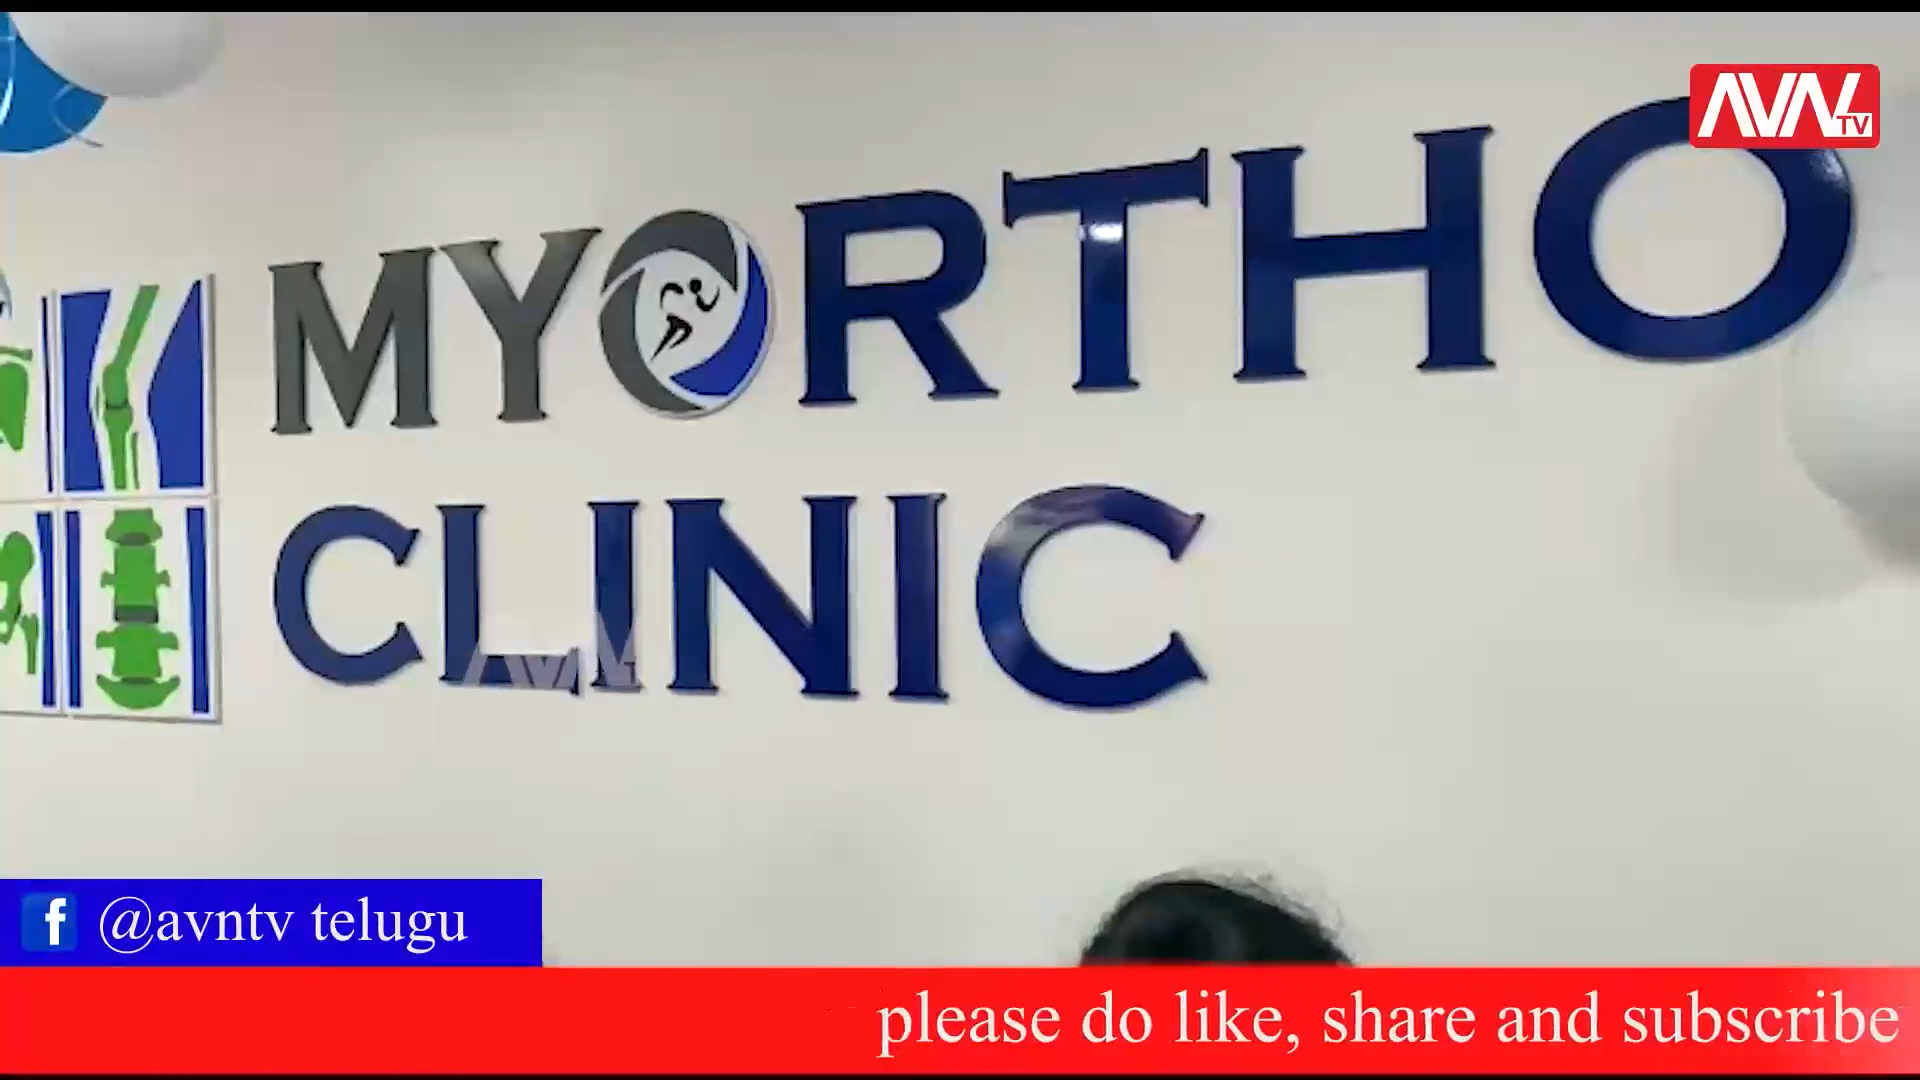 AVN TV
MYORTHO
CLINIC
@avntv telugu
please do like, share and subscribe